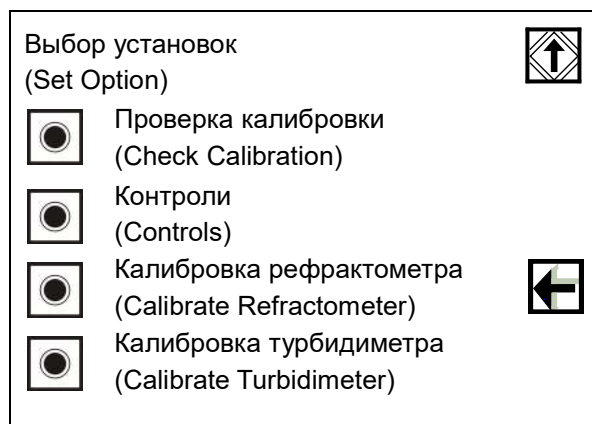 Выбор установок
(Set Option)
Проверка калибровки
(Check Calibration)
Контроли
(Controls)
Калибровка рефрактометра
(Calibrate Refractometer)
Калибровка турбидиметра
(Calibrate Turbidimeter)